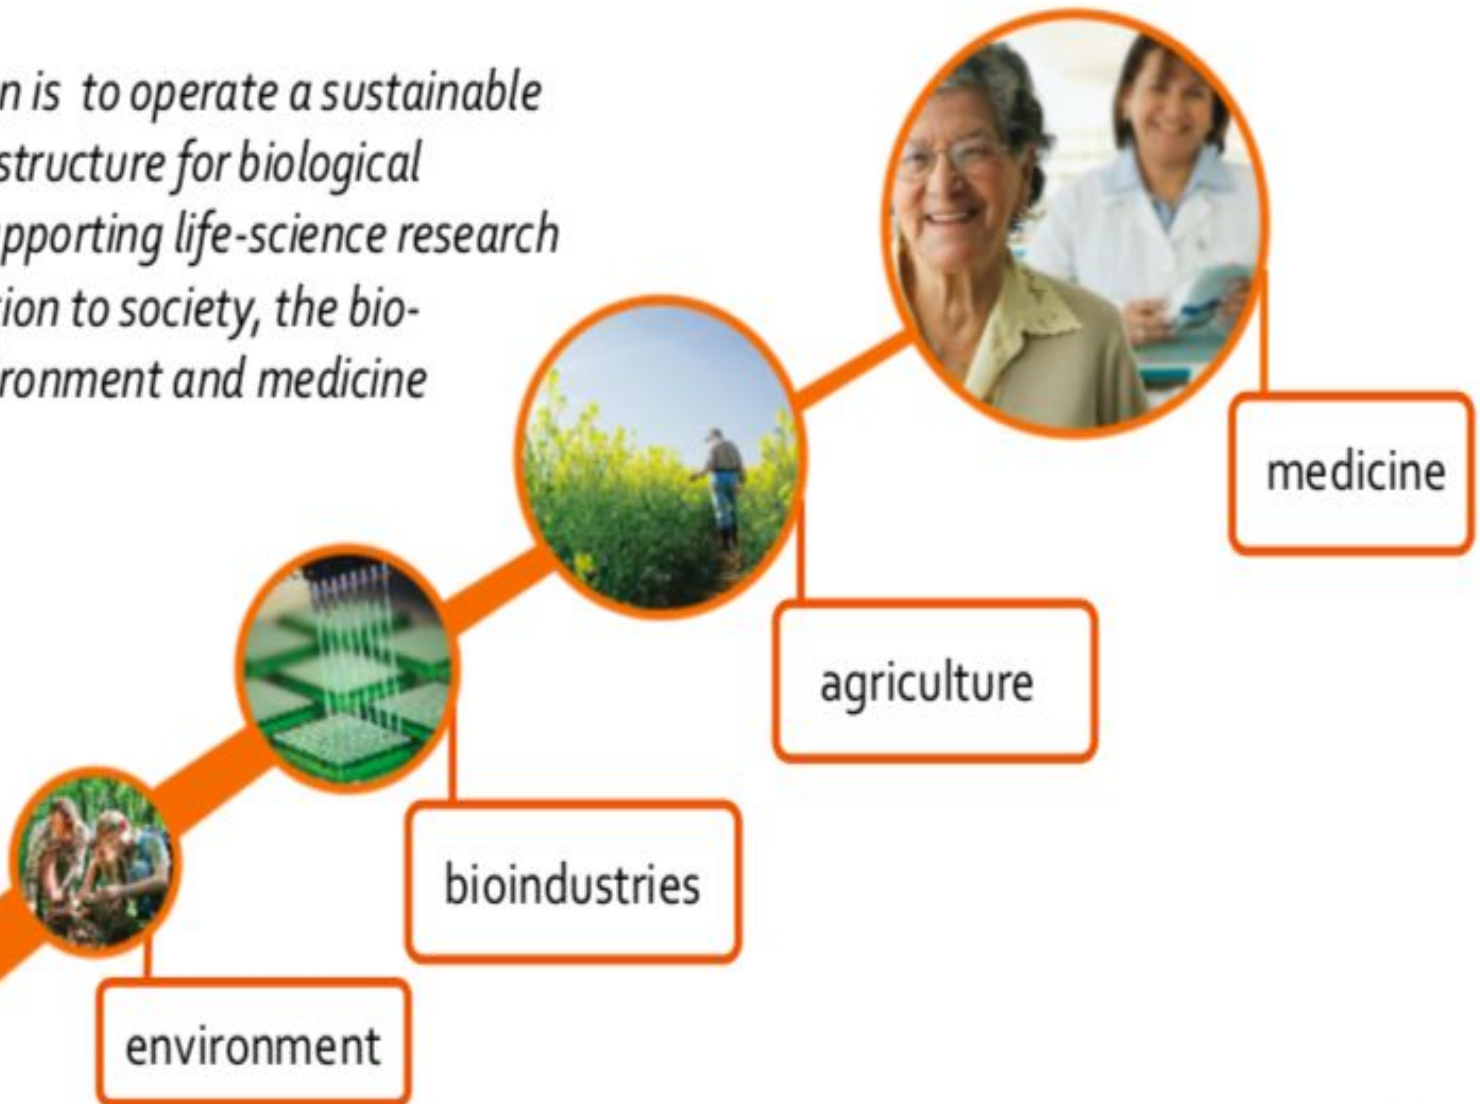 n is to operate a sustainable
structure for biological
pporting life-science research
tion to society, the bio-
ronment and medicine
medicine
agriculture
bioindustries
environment